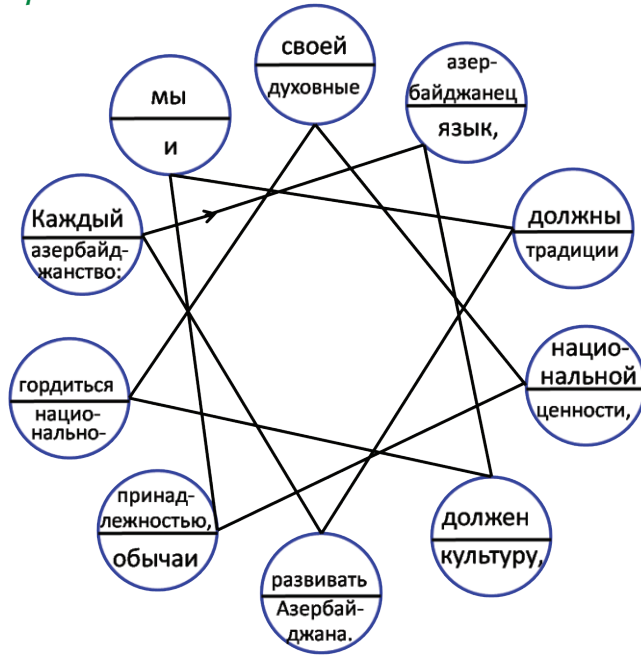 своей
духовные
азер-
байджанец
язык,
мы
и
Каждый
азербайд-
жанство:
должны
традиции
нацио-
нальной
ценности,
гордиться
нацио-
нально-
принад-
лежностью,
обычаи
должен
культуру,
развивать
Азербай-
джана.